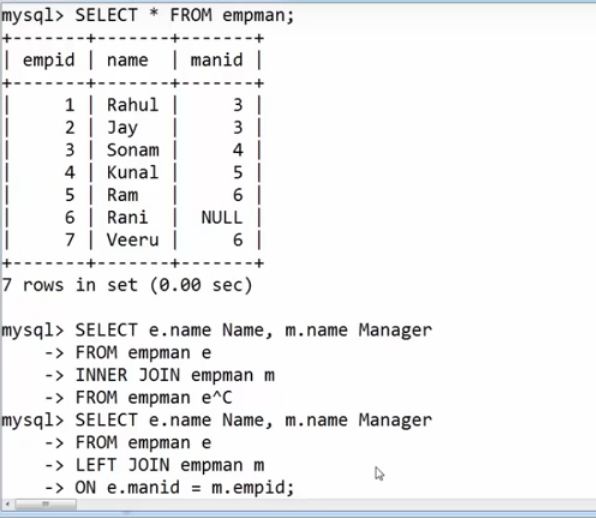 mysql> SELECT * FROM empman;
+-------+-------+-------+
| empid | name  | manid |
+-------+-------+-------+
|     1 | Rahul |     3 |
|     2 | Jay   |     3 |
|     3 | Sonam |     4 |
|     4 | Kunal |     5 |
|     5 | Ram   |     6 |
|     6 | Rani  |  NULL |
|     7 | Veeru |     6 |
+-------+-------+-------+
7 rows in set (0.00 sec)
mysql> SELECT e.name Name, m.name Manager
    -> FROM empman e
    -> INNER JOIN empman m
    -> FROM empman e^C
mysql> SELECT e.name Name, m.name Manager
    -> FROM empman e
    -> LEFT JOIN empman m
    -> ON e.manid = m.empid;